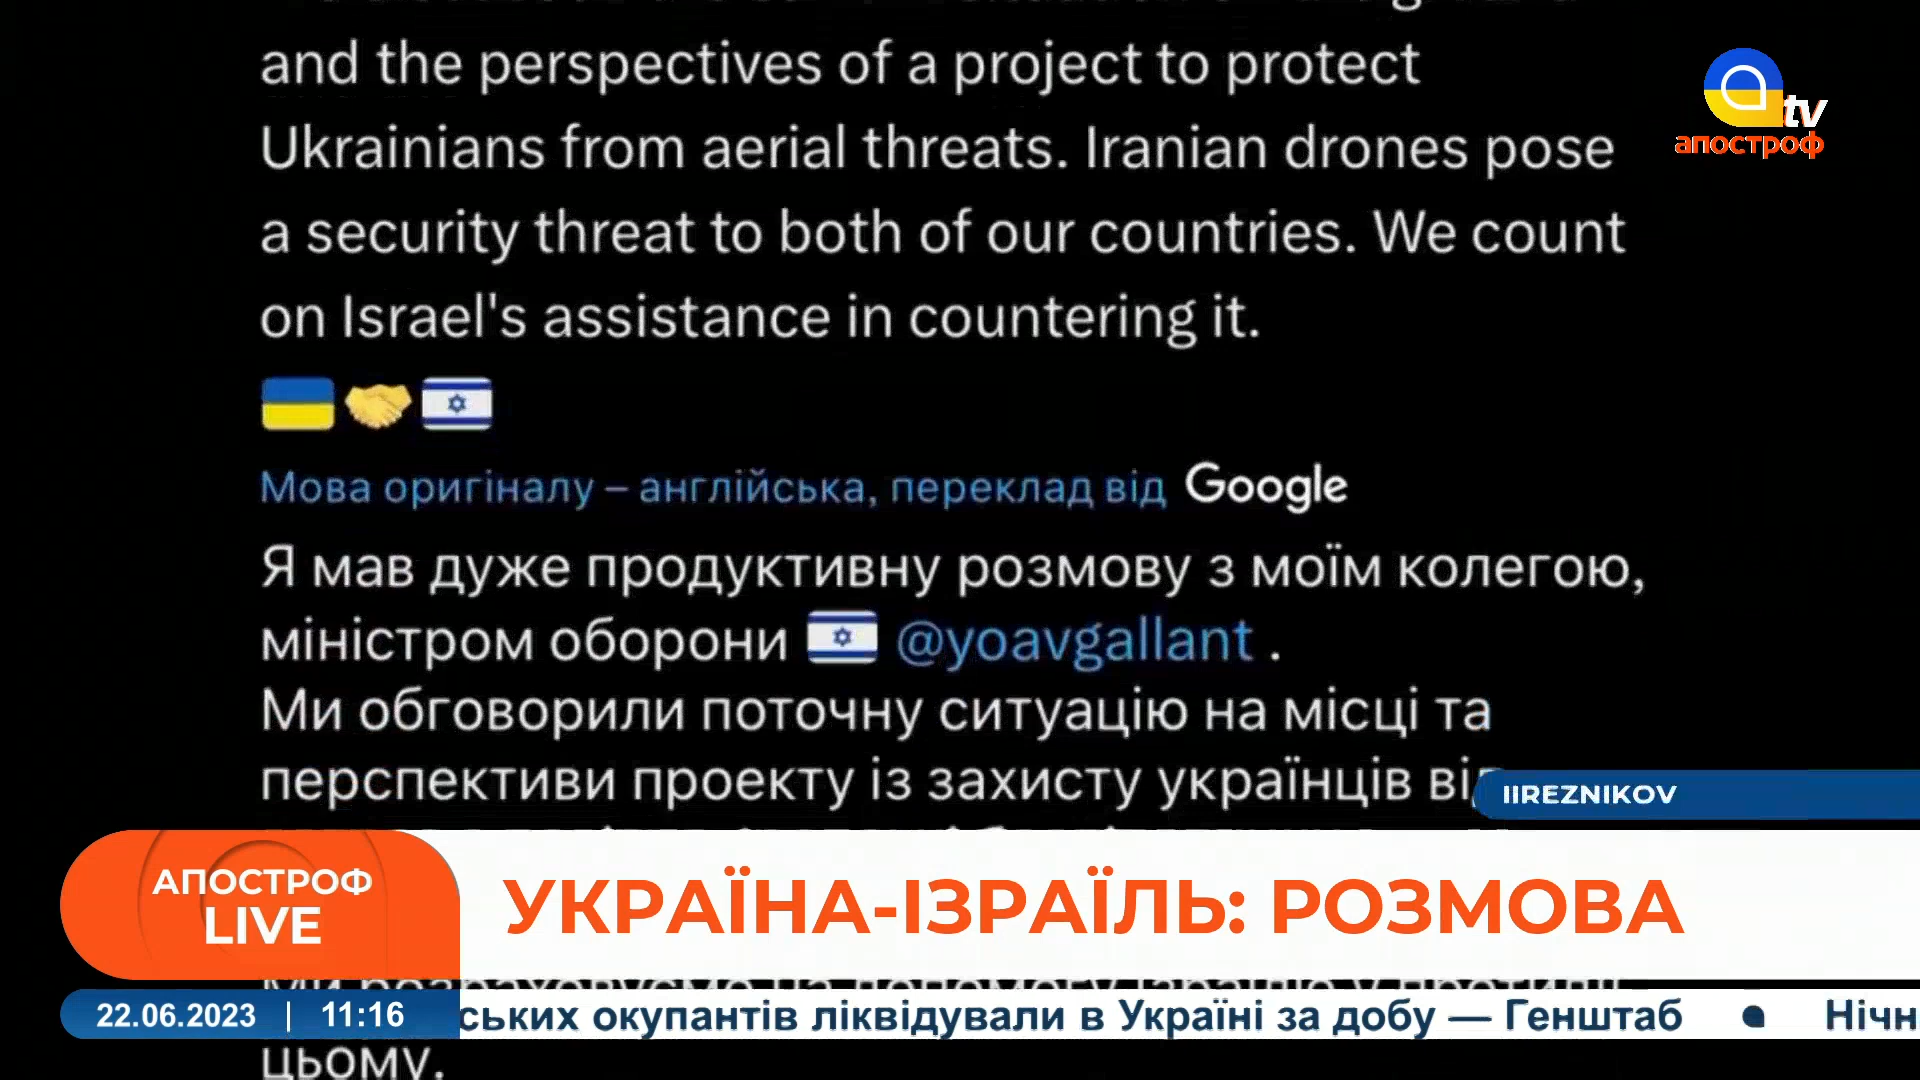 and the perspectives of a project to protect
Ukrainians from aerial threats. Iranian drones pose
a security threat to both of our countries. We count
on Israel's assistance in countering it.
Мова оригіналу – англійська, переклад від Google
Я мав дуже продуктивну розмову з моїм колегою,
міністром оборони @yoavgallant .
Ми обговорили поточну ситуацію на місці та
перспективи проекту із захисту українців від
цьому.
tv
апостроф
IIREZNIKOV
АПОСТРОФ
LIVE
УКРАЇНА-ІЗРАЇЛЬ: РОЗМОВА
22.06.2023 | 11:16
ських окупантів ліквідували в Україні за добу — Генштаб • Нічн